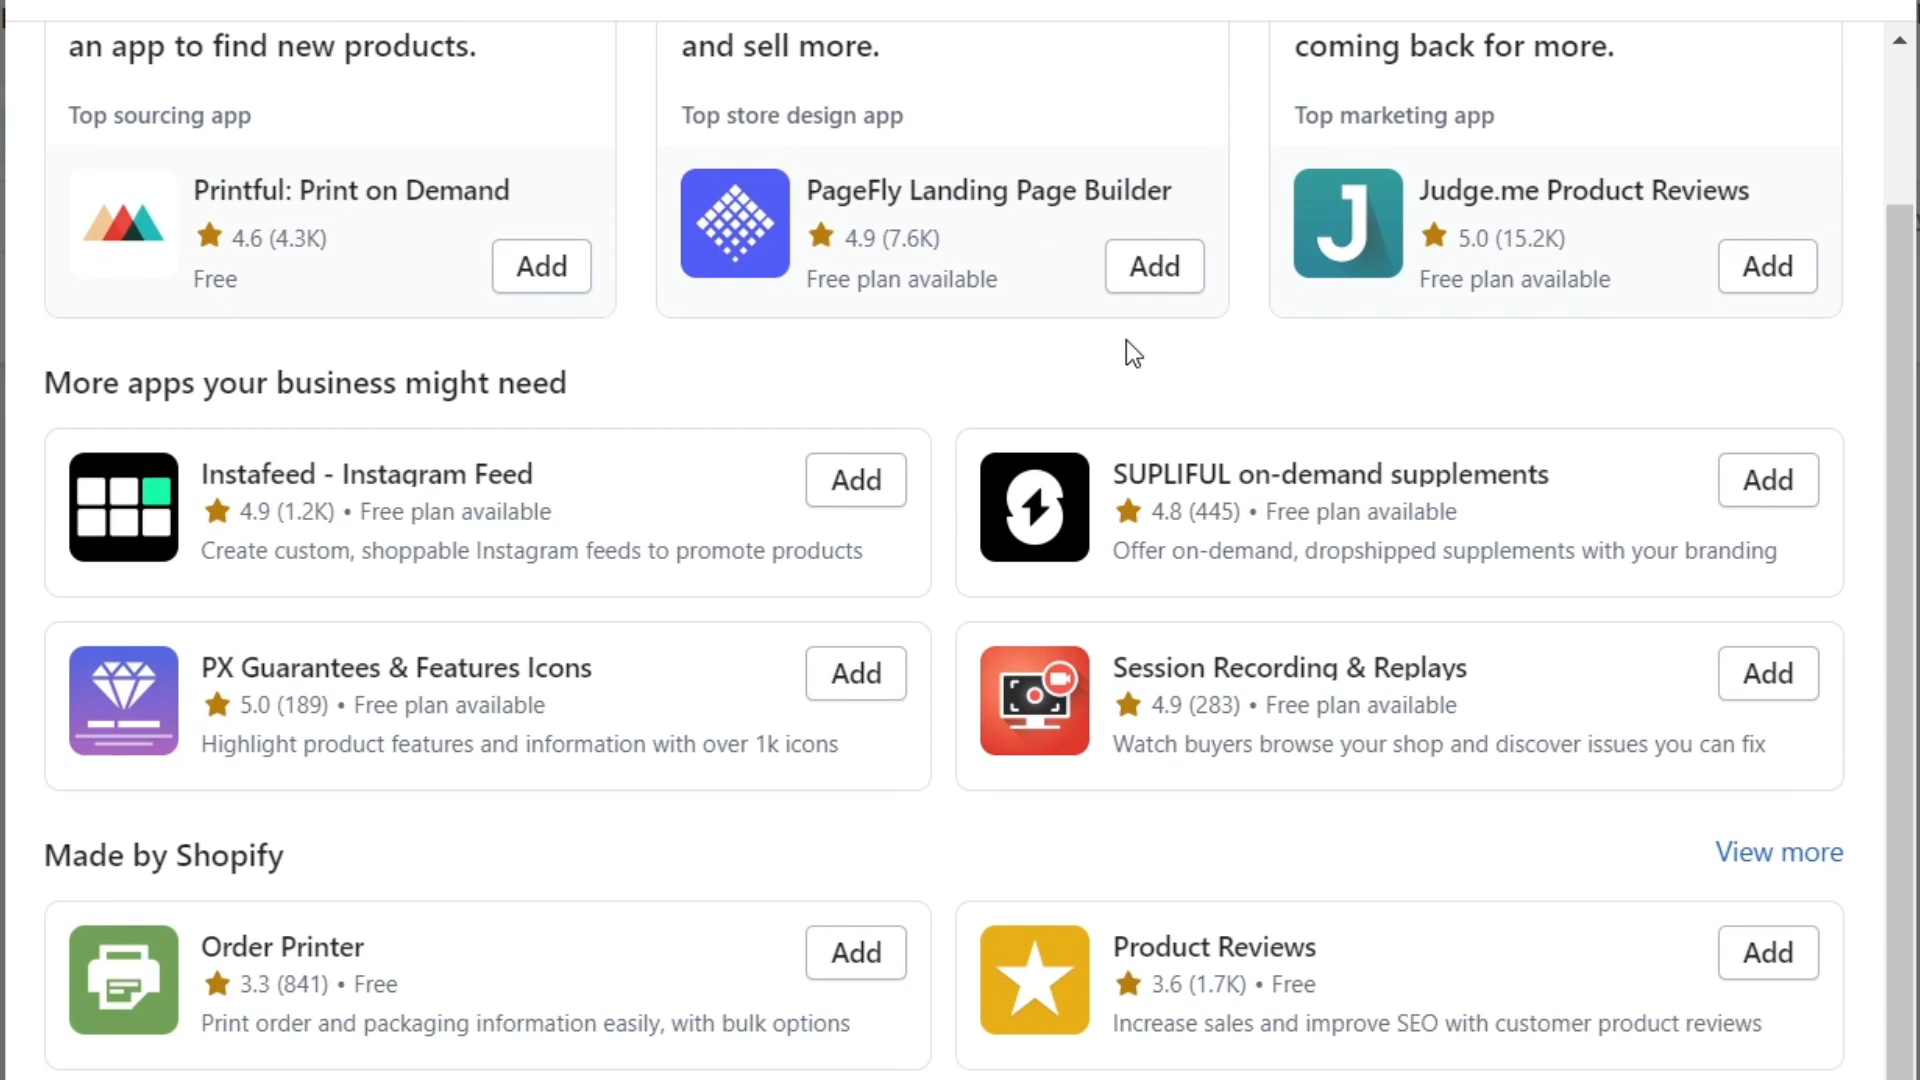 an app to find new products.
and sell more.
coming back for more.
Top sourcing app
Top store design app
Top marketing app
Printful: Print on Demand
4.6 (4.3K)
Free
Add
PageFly Landing Page Builder
4.9 (7.6K)
Free plan available
Add
J
Judge.me Product Reviews
5.0 (15.2K)
Free plan available
Add
More apps your business might need
Instafeed - Instagram Feed
4.9 (1.2K) • Free plan available
Create custom, shoppable Instagram feeds to promote products
Add
SUPLIFUL on-demand supplements
4.8 (445) • Free plan available
Offer on-demand, dropshipped supplements with your branding
Add
PX Guarantees & Features Icons
5.0 (189) • Free plan available
Highlight product features and information with over 1k icons
Add
Session Recording & Replays
4.9 (283) • Free plan available
Watch buyers browse your shop and discover issues you can fix
Add
Made by Shopify
View more
Order Printer
3.3 (841) • Free
Print order and packaging information easily, with bulk options
Add
Product Reviews
3.6 (1.7K) • Free
Increase sales and improve SEO with customer product reviews
Add